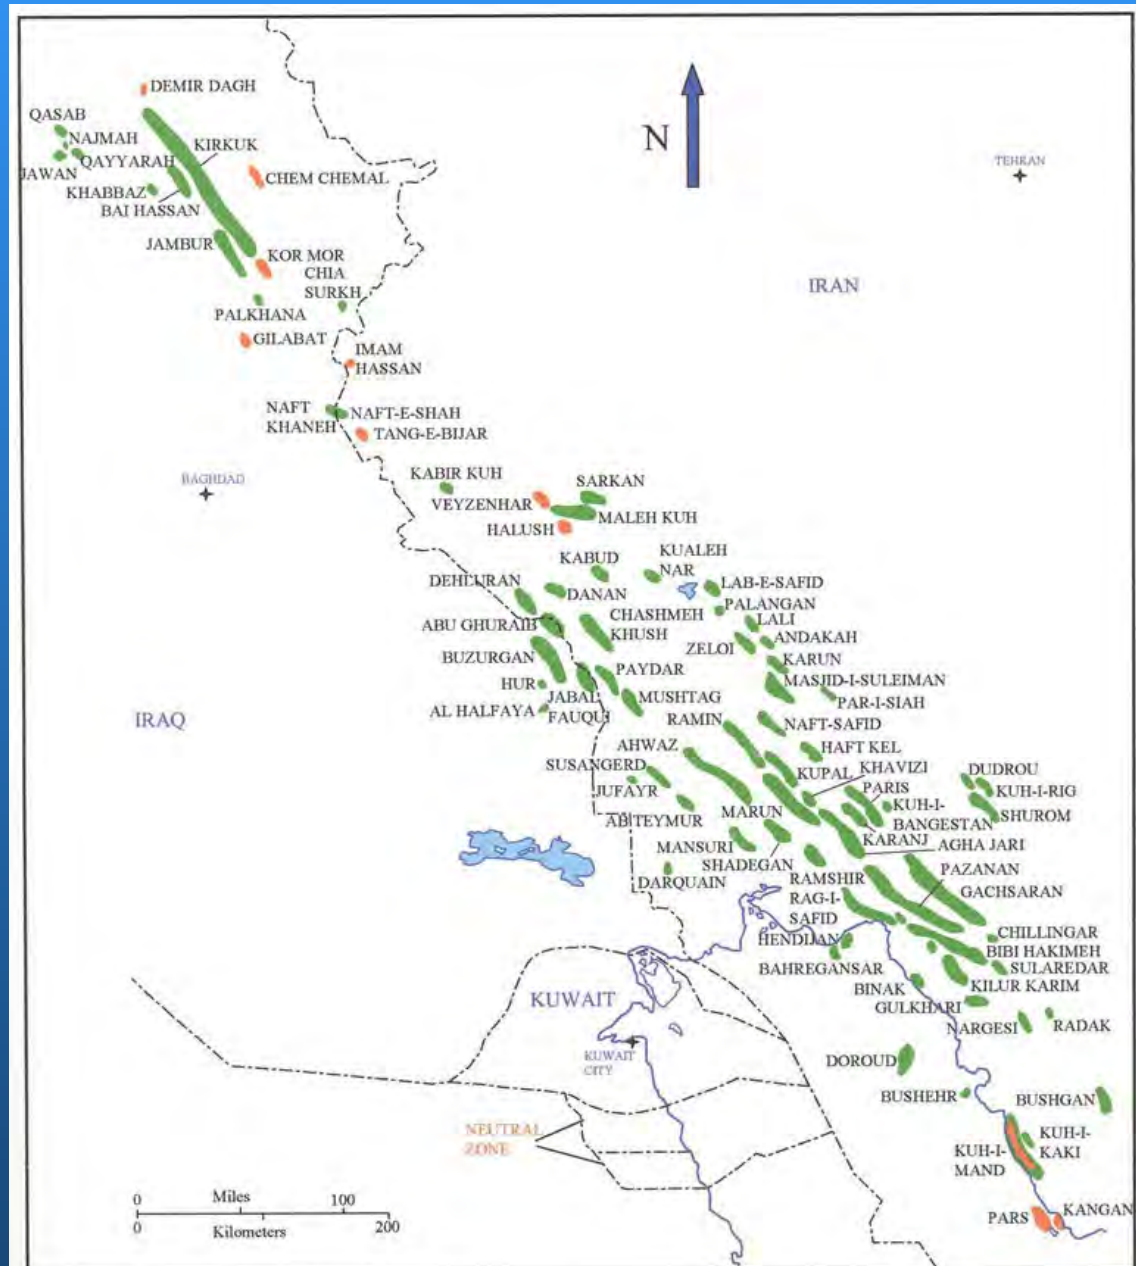 DEMIR DAGH
QASAB
NAJMAH
QAYYARAH
JAWAN
KIRKUK
KHABBAZ
BAI HASSAN
CHEM CHEMAL
N
TEHRAN
JAMBUR
KOR MOR
CHIA
SURKH
IRAN
PALKHANA
GILABAT
IMAM
HASSAN
NAFT
KHANEH
NAFT-E-SHAH
TANG-E-BIJAR
BAGHDAD
KABIR KUH
VEYZENHAR
SARKAN
MALEH KUH
HALUSH
KABUD
KUALEH
NAR
DEHLURAN
DANAN
LAB-E-SAFID
PALANGAN
CHASHMEH
KHUSH
LALI
ABU GHURAIB
ZELOI
ANDAKAH
BUZURGAN
PAYDAR
KARUN
MASJID-I-SULEIMAN
HUR
JABAL
FAUQUI
MUSHTAG
PAR-I-SIAH
AL HALFAYA
IRAQ
RAMIN
NAFT-SAFID
AHWAZ
HAFT KEL
SUSANGERD
KUPAL
KHAVIZI
DUDROU
JUFAYR
PARIS
KUH-I-RIG
ABITEYMUR
MARUN
KUH-I-
BANGESTAN
SHUROM
MANSURI
SHADEGAN
KARANJ
AGHA JARI
DARQUAIN
RAMSHIR
PAZANAN
GACHSARAN
RAG-I-
SAFID
HENDIJAN
CHILLINGAR
BIBI HAKIMEH
BAHREGANSAR
SULAREDAR
BINAK
KILUR KARIM
GULKHARI
KUWAIT
NARGESI
RADAK
KUWAIT
CITY
DOROUD
BUSHEHR
BUSHGAN
NEUTRAL
ZONE
KUH-I-
KAKI
KUH-I-
MAND
PARS
KANGAN
0 Miles 100
0 Kilometers 200